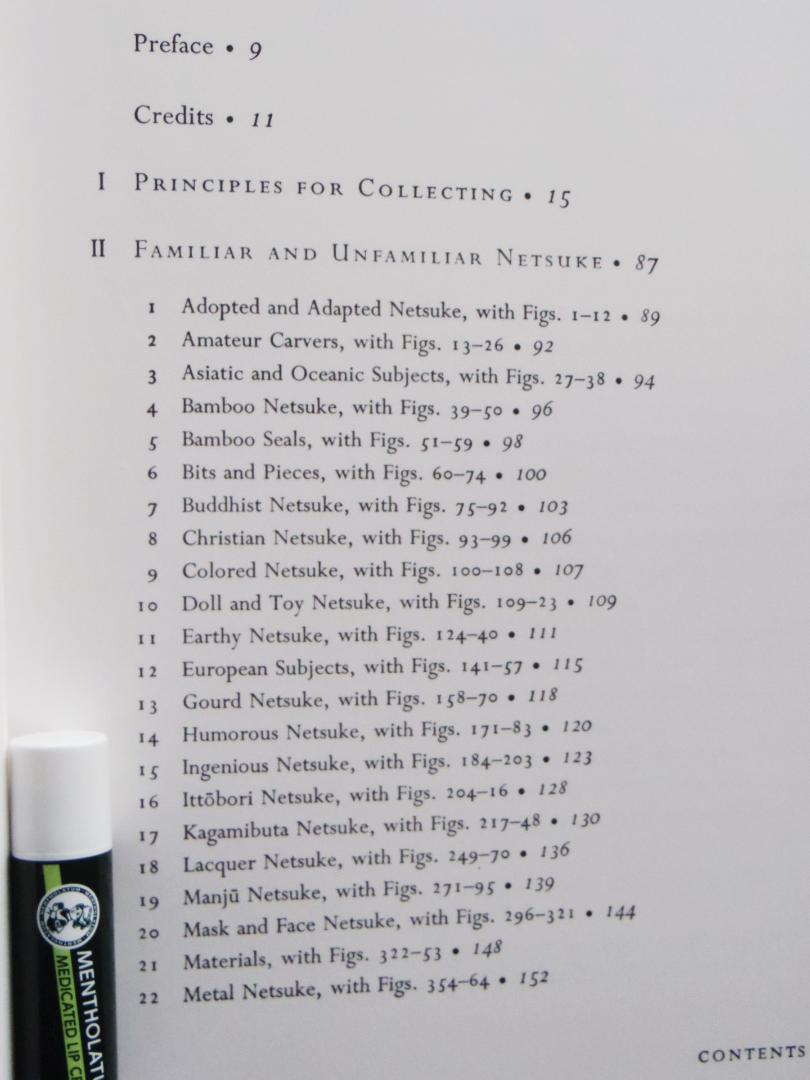 Preface • 9
Credits • 11
I PRINCIPLES FOR COLLECTING • 15
II FAMILIAR AND UNFAMILIAR NETSUKE • 87
1 Adopted and Adapted Netsuke, with Figs. 1–12 • 89
2 Amateur Carvers, with Figs. 13–26 • 92
3 Asiatic and Oceanic Subjects, with Figs. 27–38 • 94
4 Bamboo Netsuke, with Figs. 39–50 • 96
5 Bamboo Seals, with Figs. 51–59 • 98
6 Bits and Pieces, with Figs. 60–74 • 100
7 Buddhist Netsuke, with Figs. 75–92 • 103
8 Christian Netsuke, with Figs. 93–99 • 106
9 Colored Netsuke, with Figs. 100–108 • 107
10 Doll and Toy Netsuke, with Figs. 109–23 • 109
11 Earthy Netsuke, with Figs. 124–40 • 111
12 European Subjects, with Figs. 141–57 • 115
13 Gourd Netsuke, with Figs. 158–70 • 118
14 Humorous Netsuke, with Figs. 171–83 • 120
15 Ingenious Netsuke, with Figs. 184–203 • 123
16 Ittōbori Netsuke, with Figs. 204–16 • 128
17 Kagamibuta Netsuke, with Figs. 217–48 • 130
18 Lacquer Netsuke, with Figs. 249–70 • 136
19 Manjū Netsuke, with Figs. 271–95 • 139
20 Mask and Face Netsuke, with Figs. 296–321 • 144
21 Materials, with Figs. 322–53 • 148
22 Metal Netsuke, with Figs. 354–64 • 152
CONTENTS
MENTHOLAT
MEDICATED LIP C